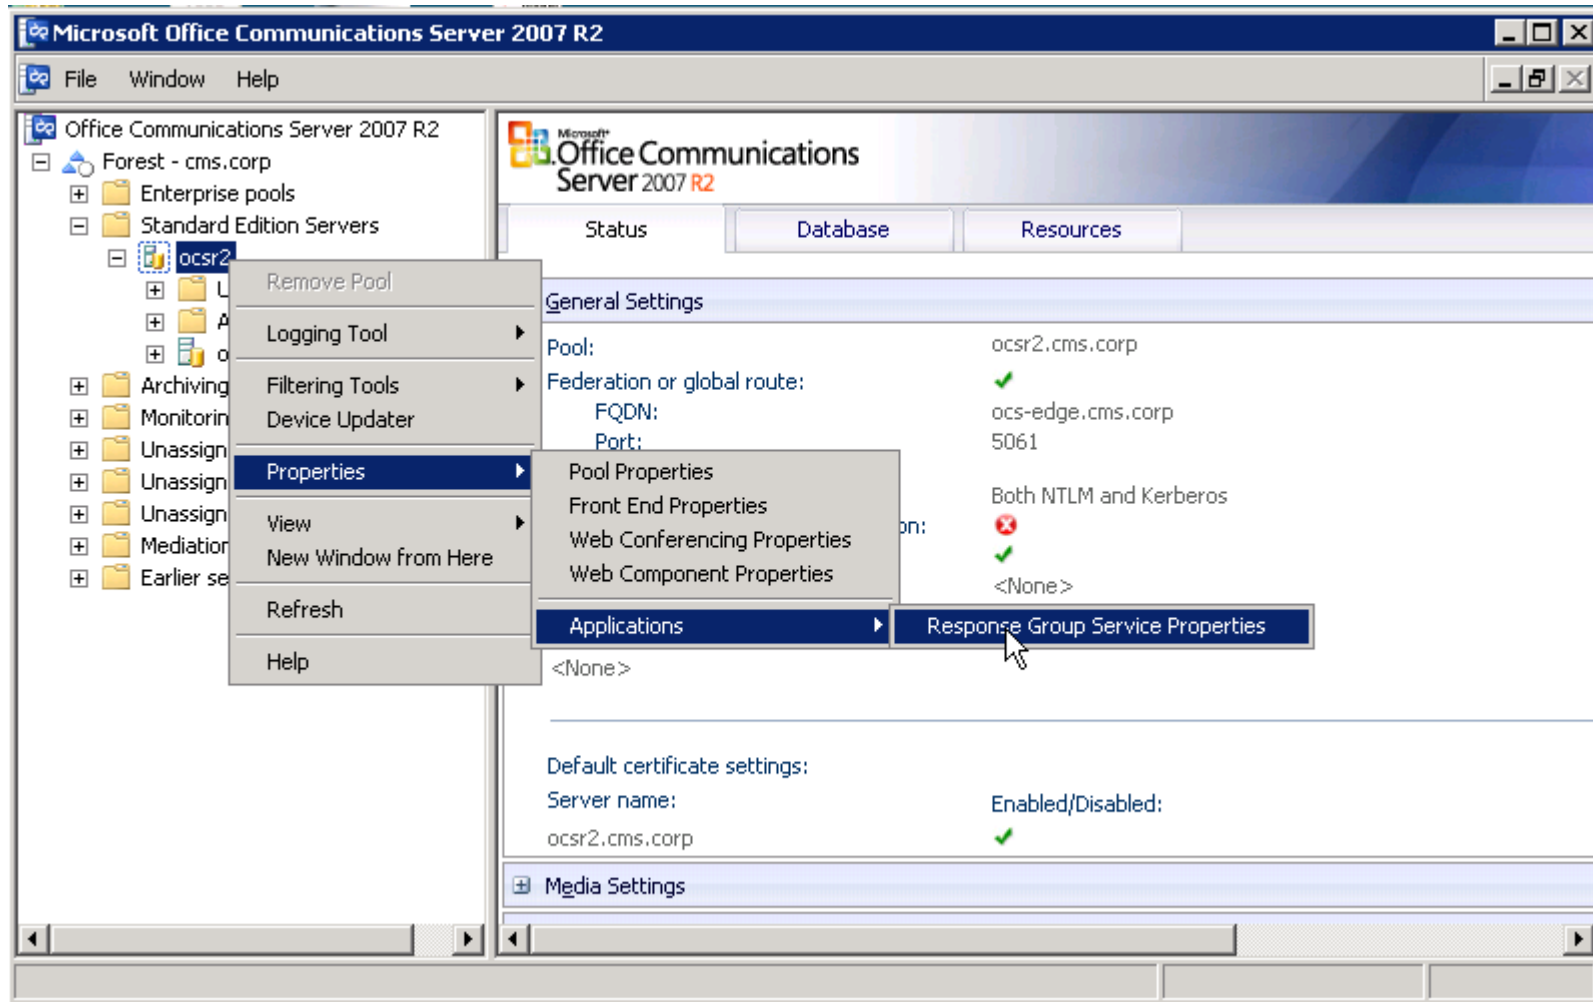 Microsoft Office Communications Server 2007 R2
File Window Help
Office Communications Server 2007 R2
Forest - cms.corp
Enterprise pools
Standard Edition Servers
ocsr2
Archiving
Monitorin
Unassign
Unassign
Unassign
Mediation
Earlier se
Remove Pool
Logging Tool
Filtering Tools
Device Updater
Properties
View
New Window from Here
Refresh
Help
Pool Properties
Front End Properties
Web Conferencing Properties
Web Component Properties
Applications
Response Group Service Properties
Microsoft
Office Communications
Server 2007 R2
Status Database Resources
General Settings
Pool: ocsr2.cms.corp
Federation or global route:
FQDN: ocs-edge.cms.corp
Port: 5061
Both NTLM and Kerberos
on:
<None>
<None>
Default certificate settings:
Server name: Enabled/Disabled:
ocsr2.cms.corp
Media Settings